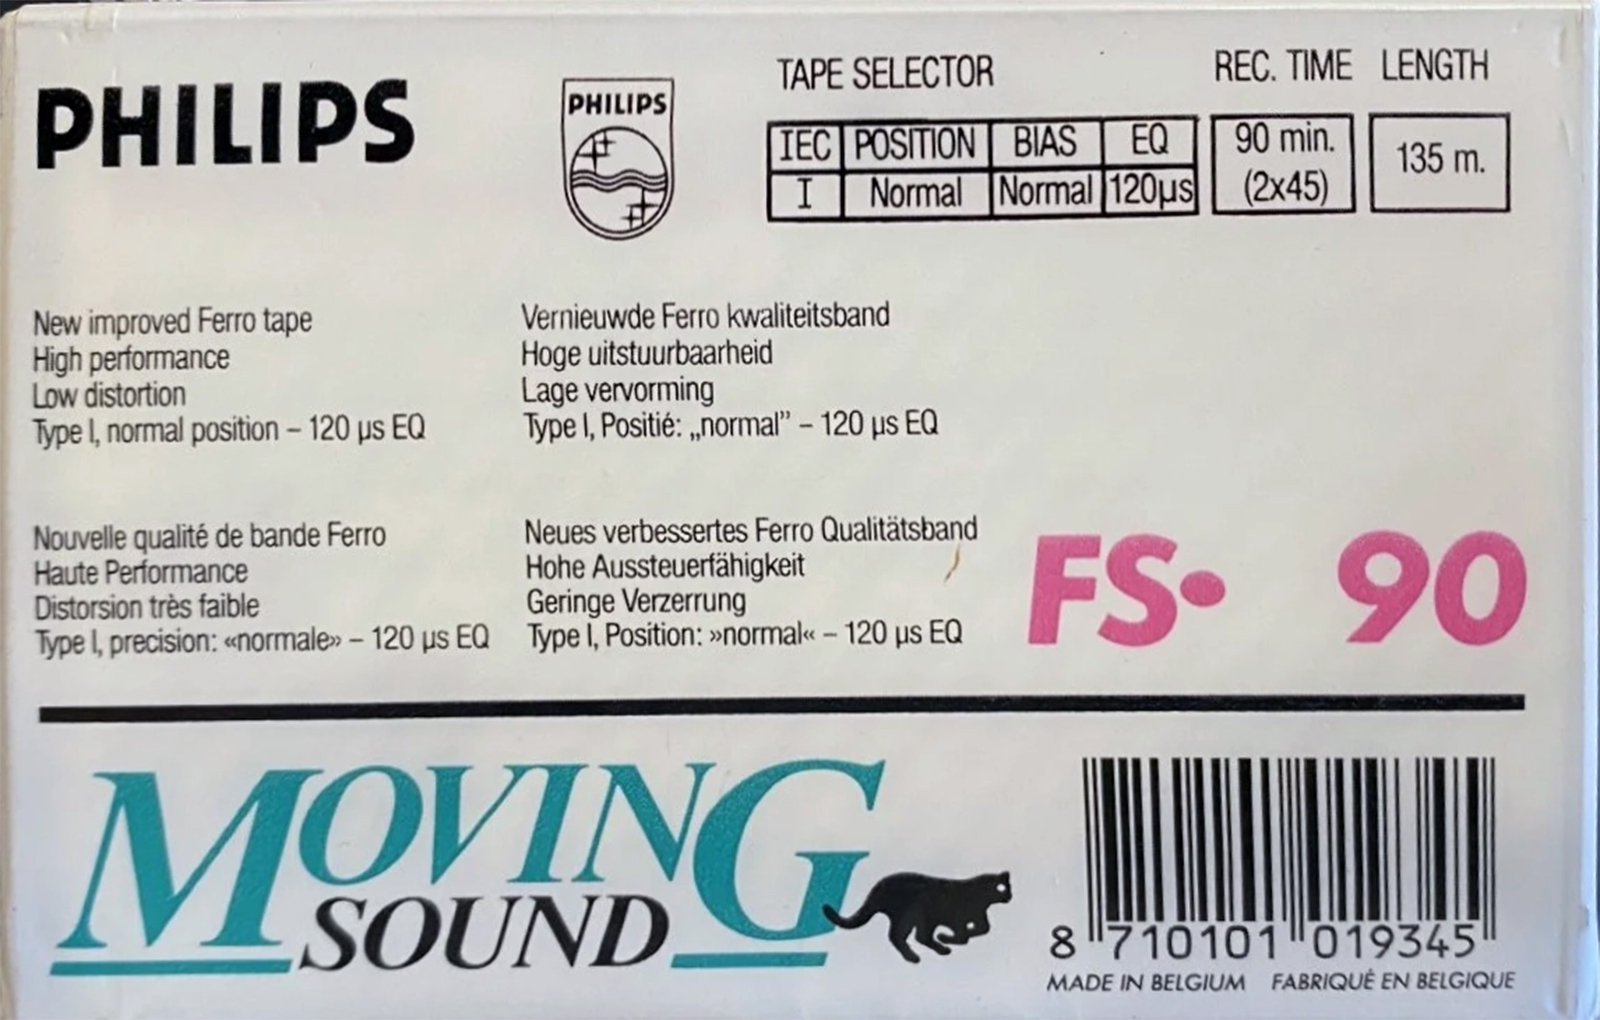 PHILIPS
PHILIPS
TAPE SELECTOR
REC. TIME LENGTH
IEC POSITION BIAS EQ
I Normal Normal 120µs
90 min.
(2x45)
135 m.
New improved Ferro tape
High performance
Low distortion
Type I, normal position – 120 µs EQ
Vernieuwde Ferro kwaliteitsband
Hoge uitstuurbaarheid
Lage vervorming
Type I, Positié: „normal” – 120 µs EQ
Nouvelle qualité de bande Ferro
Haute Performance
Distorsion très faible
Type I, precision: «normale» – 120 µs EQ
Neues verbessertes Ferro Qualitätsband
Hohe Aussteuerfähigkeit
Geringe Verzerrung
Type I, Position: »normal« – 120 µs EQ
FS• 90
MOVING
SOUND
8 710101 019345
MADE IN BELGIUM FABRIQUÉ EN BELGIQUE